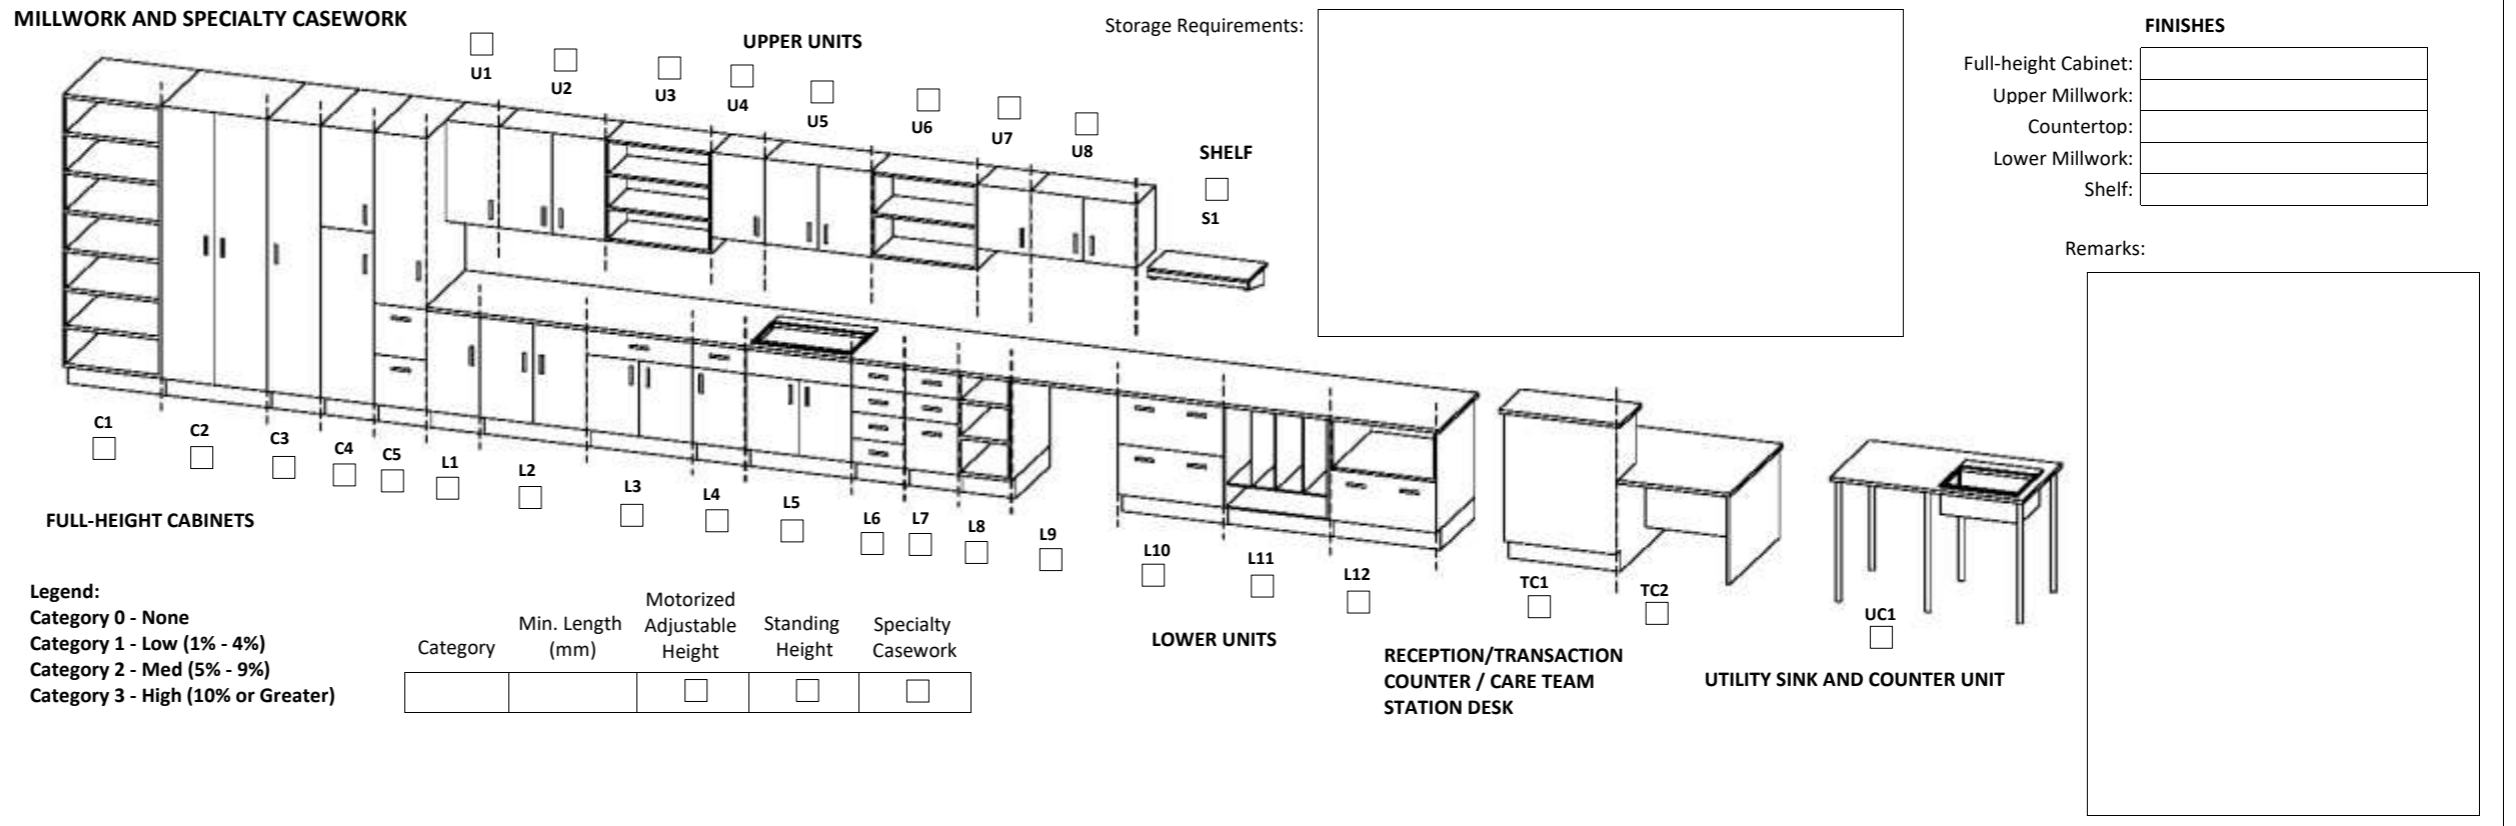 MILLWORK AND SPECIALTY CASEWORK
UPPER UNITS
U1
U2
U3
U4
U5
U6
U7
U8
SHELF
S1
Storage Requirements:
FINISHES
Full-height Cabinet:
Upper Millwork:
Countertop:
Lower Millwork:
Shelf:
Remarks:
C1
C2
C3
C4
C5
L1
L2
L3
L4
L5
L6
L7
L8
L9
L10
L11
L12
TC1
TC2
UC1
FULL-HEIGHT CABINETS
LOWER UNITS
RECEPTION/TRANSACTION
COUNTER / CARE TEAM
STATION DESK
UTILITY SINK AND COUNTER UNIT
Legend:
Category 0 - None
Category 1 - Low (1% - 4%)
Category 2 - Med (5% - 9%)
Category 3 - High (10% or Greater)
Category
Min. Length
(mm)
Motorized
Adjustable
Height
Standing
Height
Specialty
Casework